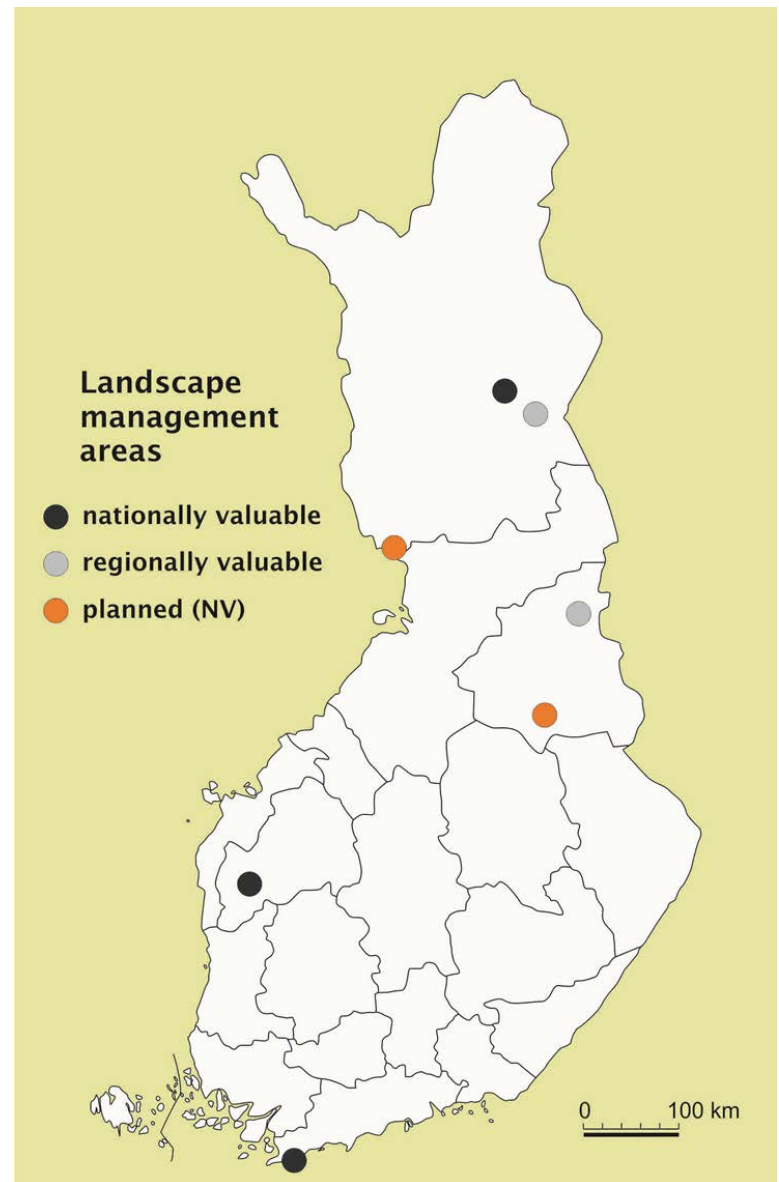 Landscape
management
areas
nationally valuable
regionally valuable
planned (NV)
0 100 km